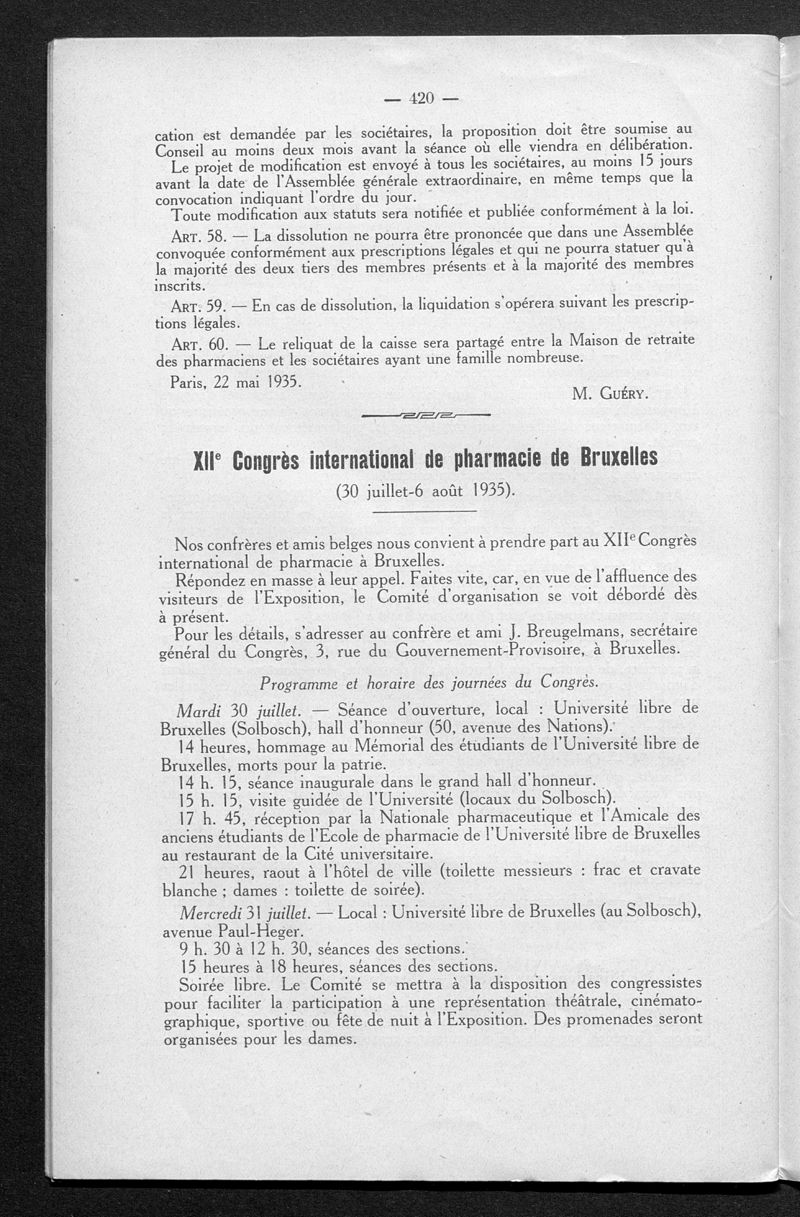 — 420 —
cation est demandée par les sociétaires, la proposition doit être soumise au
Conseil au moins deux mois avant la séance où elle viendra en délibération.
Le projet de modification est envoyé à tous les sociétaires, au moins 15 jours
avant la date de l'Assemblée générale extraordinaire, en même temps que la
convocation indiquant l'ordre du jour.
Toute modification aux statuts sera notifiée et publiée conformément à la loi.
ART. 58. — La dissolution ne pourra être prononcée que dans une Assemblée
convoquée conformément aux prescriptions légales et qui ne pourra statuer qu'à
la majorité des deux tiers des membres présents et à la majorité des membres
inscrits.
ART. 59. — En cas de dissolution, la liquidation s'opérera suivant les prescrip-
tions légales.
ART. 60. — Le reliquat de la caisse sera partagé entre la Maison de retraite
des pharmaciens et les sociétaires ayant une famille nombreuse.
Paris, 22 mai 1935.
M. GUÉRY.
XIIe Congrès international de pharmacie de Bruxelles
(30 juillet-6 août 1935).
Nos confrères et amis belges nous convient à prendre part au XIIe Congrès
international de pharmacie à Bruxelles.
Répondez en masse à leur appel. Faites vite, car, en vue de l'affluence des
visiteurs de l'Exposition, le Comité d'organisation se voit débordé dès
à présent.
Pour les détails, s'adresser au confrère et ami J. Breugelmans, secrétaire
général du Congrès, 3, rue du Gouvernement-Provisoire, à Bruxelles.
Programme et horaire des journées du Congrès.
Mardi 30 juillet. — Séance d'ouverture, local : Université libre de
Bruxelles (Solbosch), hall d'honneur (50, avenue des Nations).
14 heures, hommage au Mémorial des étudiants de l'Université libre de
Bruxelles, morts pour la patrie.
14 h. 15, séance inaugurale dans le grand hall d'honneur.
15 h. 15, visite guidée de l'Université (locaux du Solbosch).
17 h. 45, réception par la Nationale pharmaceutique et l'Amicale des
anciens étudiants de l'Ecole de pharmacie de l'Université libre de Bruxelles
au restaurant de la Cité universitaire.
21 heures, raout à l'hôtel de ville (toilette messieurs : frac et cravate
blanche ; dames : toilette de soirée).
Mercredi 31 juillet. — Local : Université libre de Bruxelles (au Solbosch),
avenue Paul-Heger.
9 h. 30 à 12 h. 30, séances des sections.
15 heures à 18 heures, séances des sections.
Soirée libre. Le Comité se mettra à la disposition des congressistes
pour faciliter la participation à une représentation théâtrale, cinémato-
graphique, sportive ou fête de nuit à l'Exposition. Des promenades seront
organisées pour les dames.